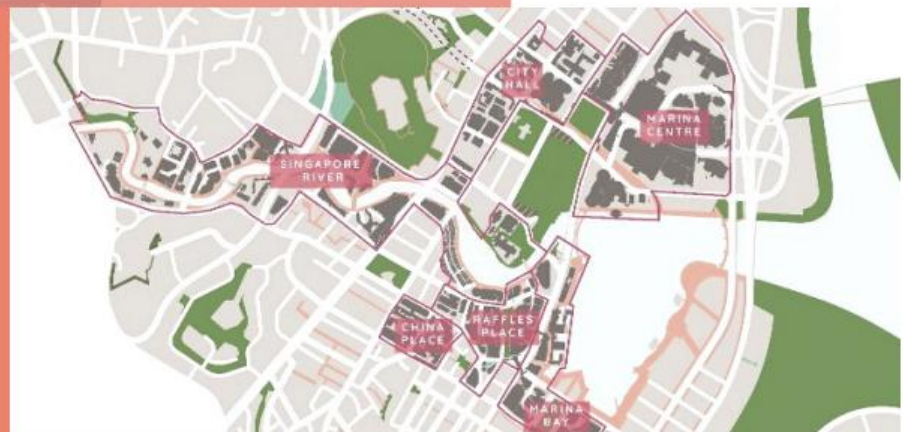 CITY
HALL
MARINA
CENTRE
SINGAPORE
RIVER
CHINA
PLACE
RAFFLES
PLACE
MARINA
BAY